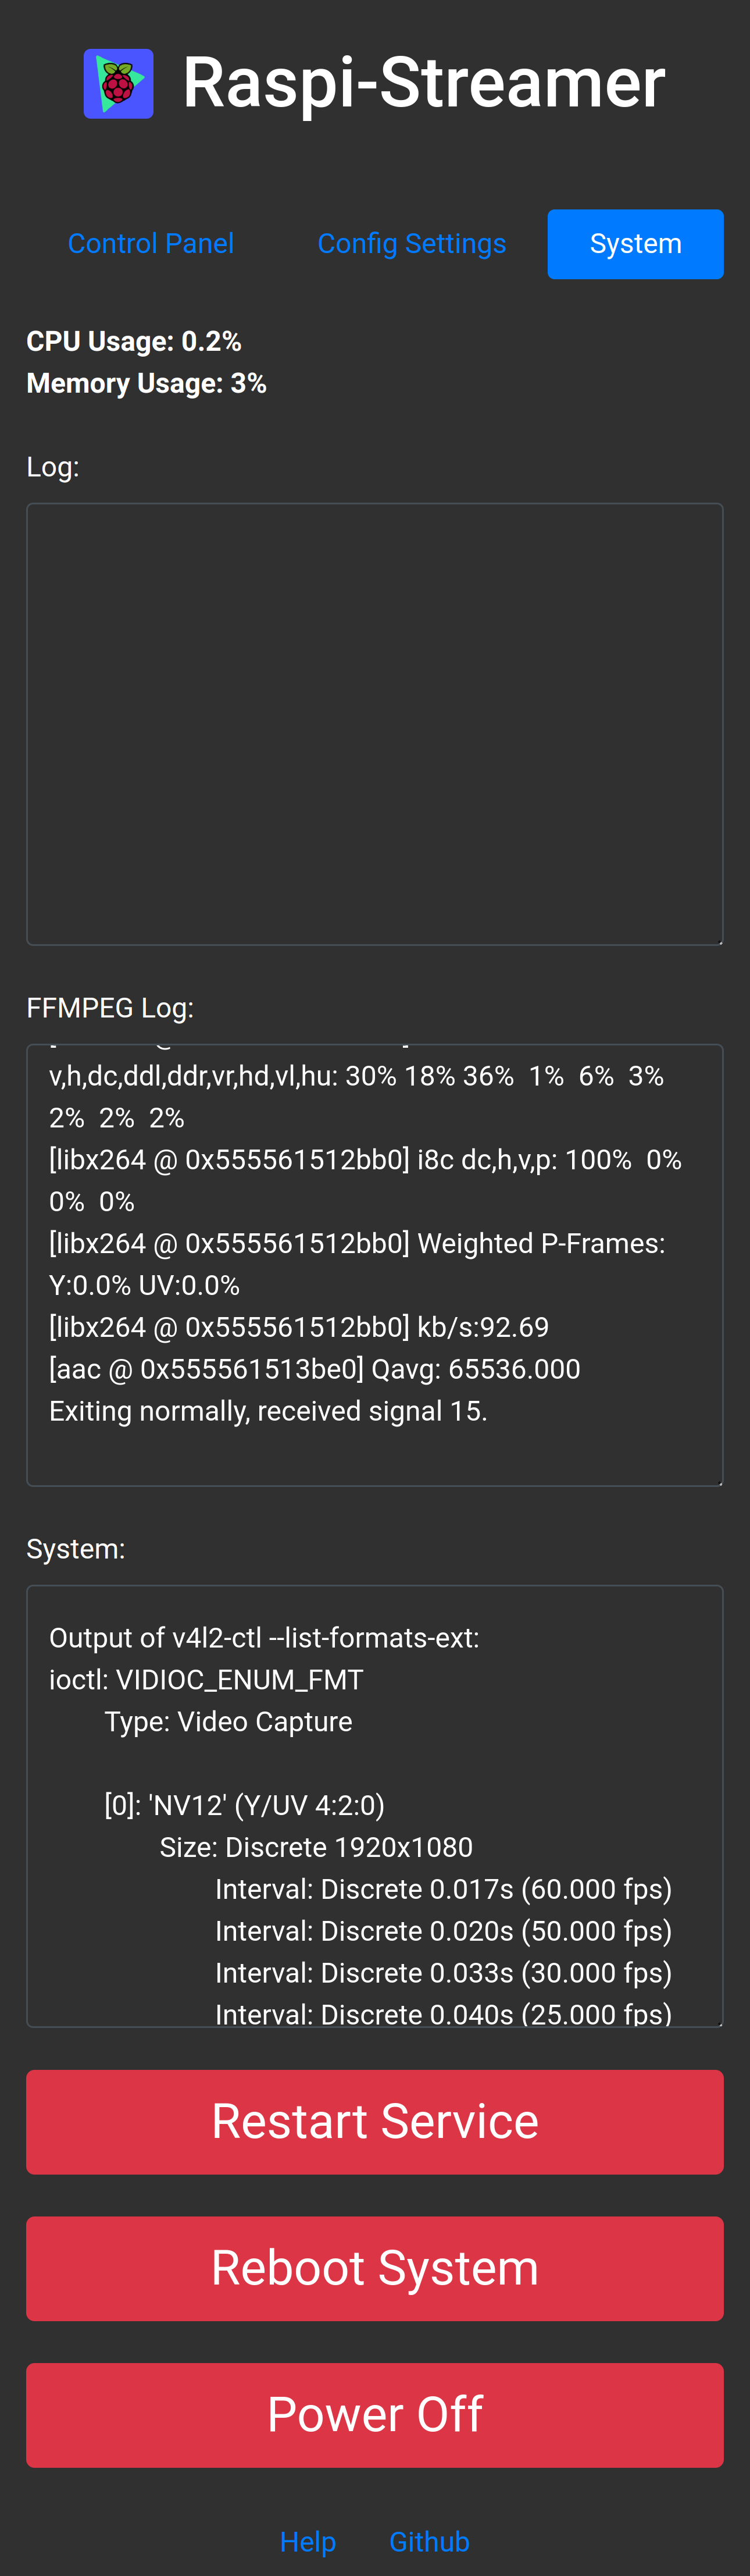 Raspi-Streamer
Control Panel
Config Settings
System
CPU Usage: 0.2%
Memory Usage: 3%
Log:
FFMPEG Log:
v,h,dc,ddl,ddr,vr,hd,vl,hu: 30% 18% 36%  1%  6%  3%
2%  2%  2%
[libx264 @ 0x555561512bb0] i8c dc,h,v,p: 100%  0%
0%  0%
[libx264 @ 0x555561512bb0] Weighted P-Frames:
Y:0.0% UV:0.0%
[libx264 @ 0x555561512bb0] kb/s:92.69
[aac @ 0x555561513be0] Qavg: 65536.000
Exiting normally, received signal 15.
System:
Output of v4l2-ctl --list-formats-ext:
ioctl: VIDIOC_ENUM_FMT
Type: Video Capture
[0]: 'NV12' (Y/UV 4:2:0)
Size: Discrete 1920x1080
Interval: Discrete 0.017s (60.000 fps)
Interval: Discrete 0.020s (50.000 fps)
Interval: Discrete 0.033s (30.000 fps)
Interval: Discrete 0.040s (25.000 fps)
Restart Service
Reboot System
Power Off
Help
Github